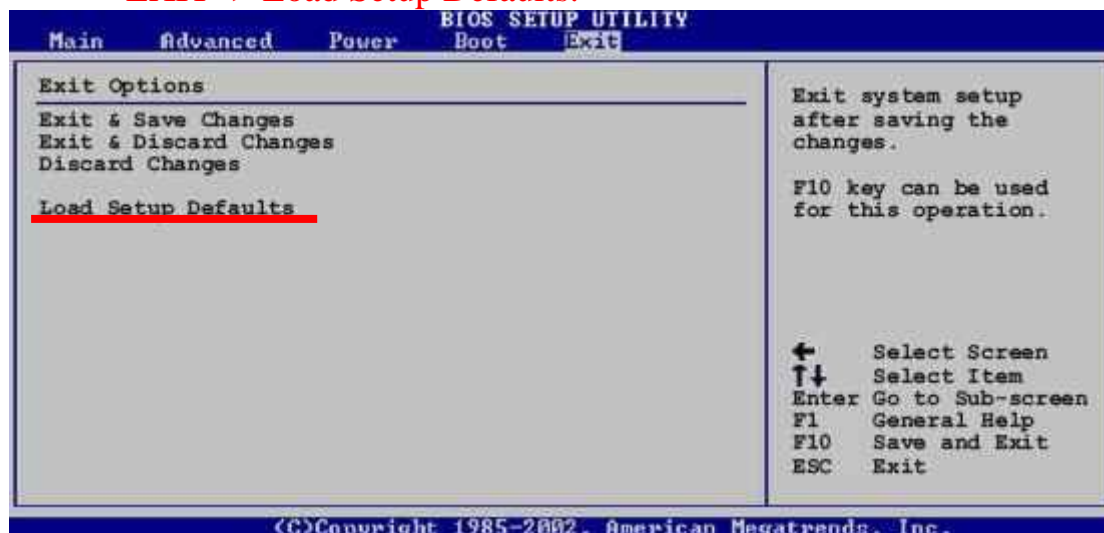 Load Setup Defaults.
BIOS SETUP UTILITY
Main Advanced Power Boot Exit
Exit Options
Exit & Save Changes
Exit & Discard Changes
Discard Changes
Load Setup Defaults
Exit system setup
after saving the
changes.
F10 key can be used
for this operation.
← Select Screen
↑↓ Select Item
Enter Go to Sub-screen
F1 General Help
F10 Save and Exit
ESC Exit
(C)Copyright 1985-2002, American Megatrends, Inc.